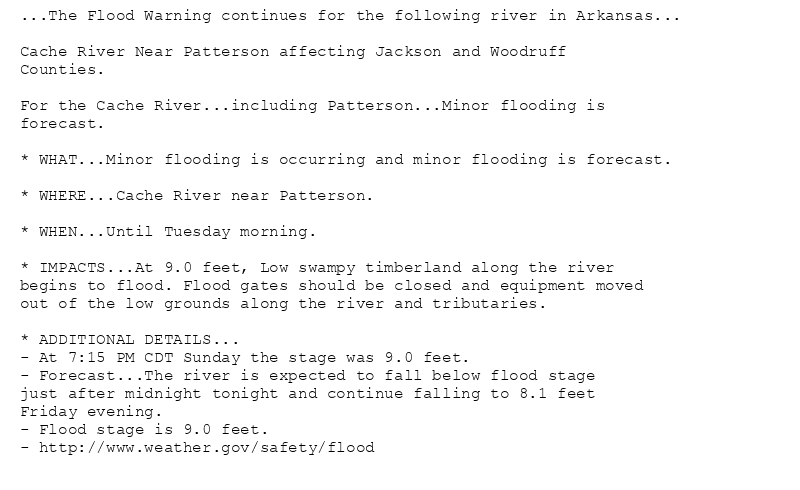 ...The Flood Warning continues for the following river in Arkansas...
Cache River Near Patterson affecting Jackson and Woodruff
Counties.
For the Cache River...including Patterson...Minor flooding is
forecast.
* WHAT...Minor flooding is occurring and minor flooding is forecast.
* WHERE...Cache River near Patterson.
* WHEN...Until Tuesday morning.
* IMPACTS...At 9.0 feet, Low swampy timberland along the river
begins to flood. Flood gates should be closed and equipment moved
out of the low grounds along the river and tributaries.
* ADDITIONAL DETAILS...
- At 7:15 PM CDT Sunday the stage was 9.0 feet.
- Forecast...The river is expected to fall below flood stage
just after midnight tonight and continue falling to 8.1 feet
Friday evening.
- Flood stage is 9.0 feet.
- http://www.weather.gov/safety/flood